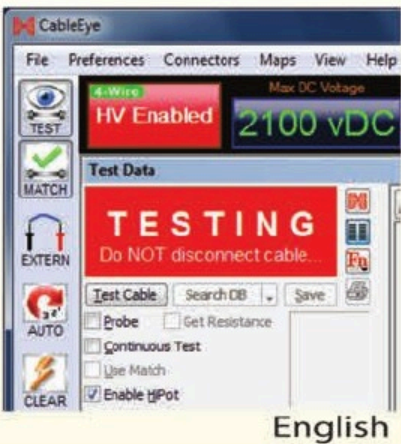 CableEye
File Preferences Connectors Maps View Help
4-Wire
HV Enabled
Max DC Voltage
2100 vDC
TEST
Test Data
MATCH
TESTING
Do NOT disconnect cable...
Fn
EXTERN
Test Cable Search DB Save
Probe Get Resistance
AUTO
Continuous Test
Use Match
CLEAR
Enable HiPot
English